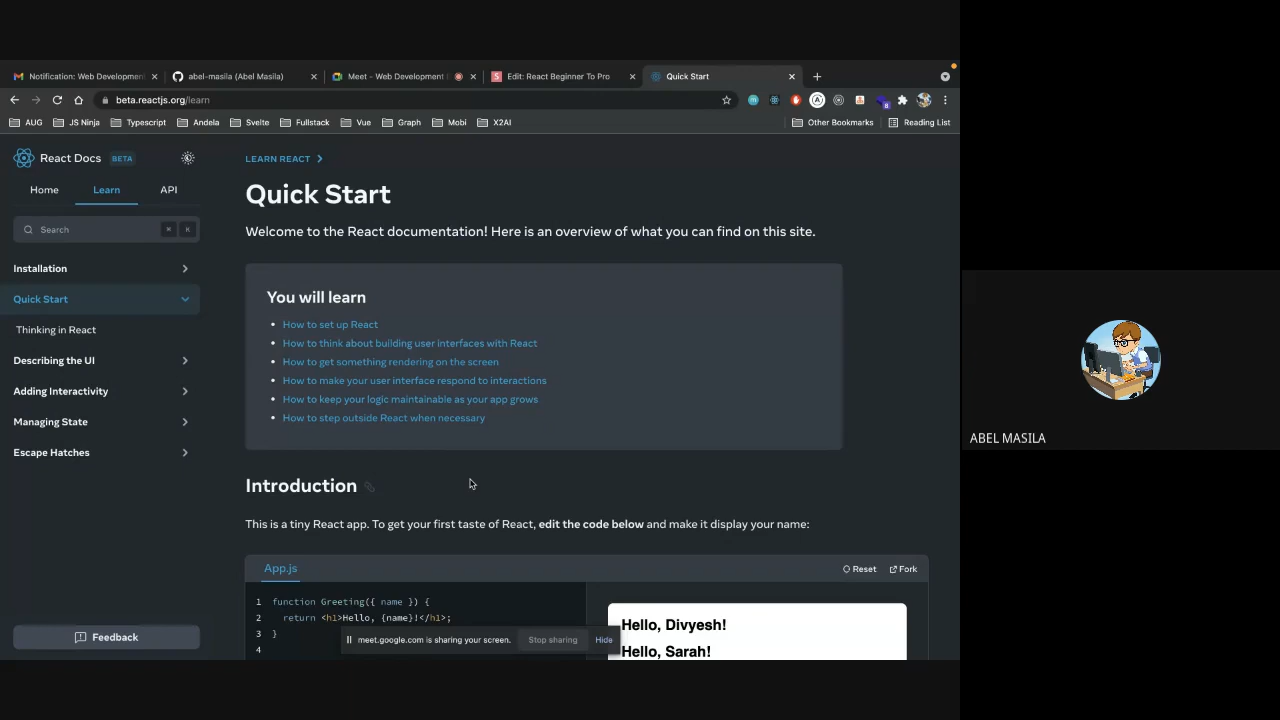 Notification: Web Development
abel-masila (Abel Masila)
Meet – Web Development
Edit: React Beginner To Pro
Quick Start
beta.reactjs.org/learn
8
AUG
JS Ninja
Typescript
Andela
Svelte
Fullstack
Vue
Graph
Mobi
X2AI
Other Bookmarks
Reading List
React Docs BETA
Home
Learn
API
Search
⌘ K
Installation
Quick Start
Thinking in React
Describing the UI
Adding Interactivity
Managing State
Escape Hatches
Feedback
LEARN REACT
Quick Start
Welcome to the React documentation! Here is an overview of what you can find on this site.
You will learn
• How to set up React
• How to think about building user interfaces with React
• How to get something rendering on the screen
• How to make your user interface respond to interactions
• How to keep your logic maintainable as your app grows
• How to step outside React when necessary
Introduction
This is a tiny React app. To get your first taste of React, edit the code below and make it display your name:
App.js
Reset
Fork
1 function Greeting({ name }) {
2 return <h1>Hello, {name}!</h1>;
3 }
4
meet.google.com is sharing your screen.
Stop sharing
Hide
Hello, Divyesh!
Hello, Sarah!
ABEL MASILA